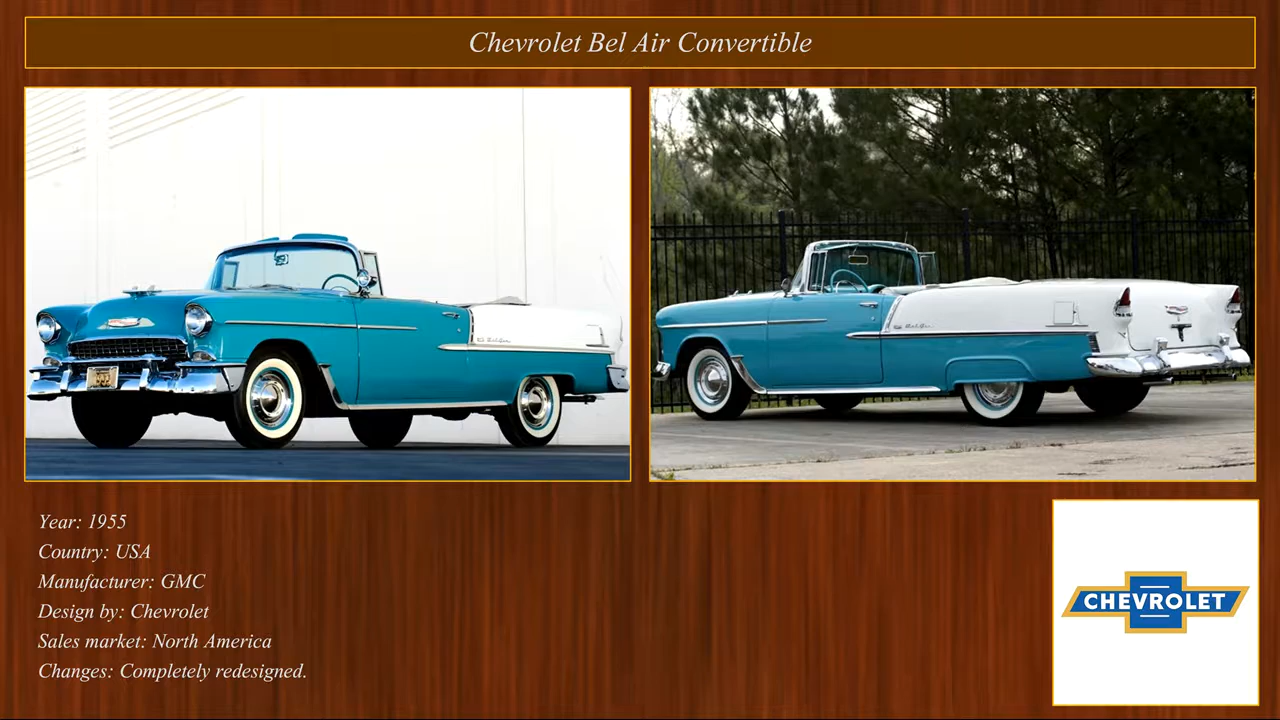 Chevrolet Bel Air Convertible
Year: 1955
Country: USA
Manufacturer: GMC
Design by: Chevrolet
Sales market: North America
Changes: Completely redesigned.
CHEVROLET